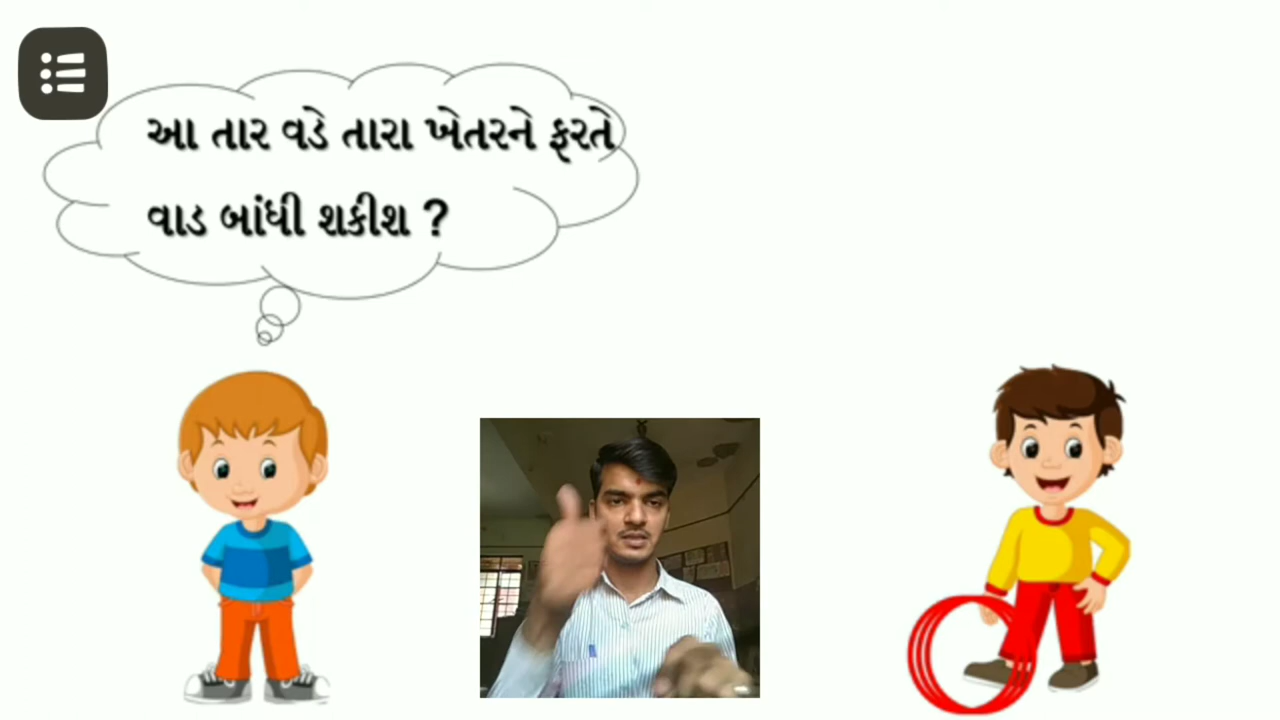 આ તાર વડે તારા ખેતરને ફરતે
વાડ બાંધી શકીશ ?